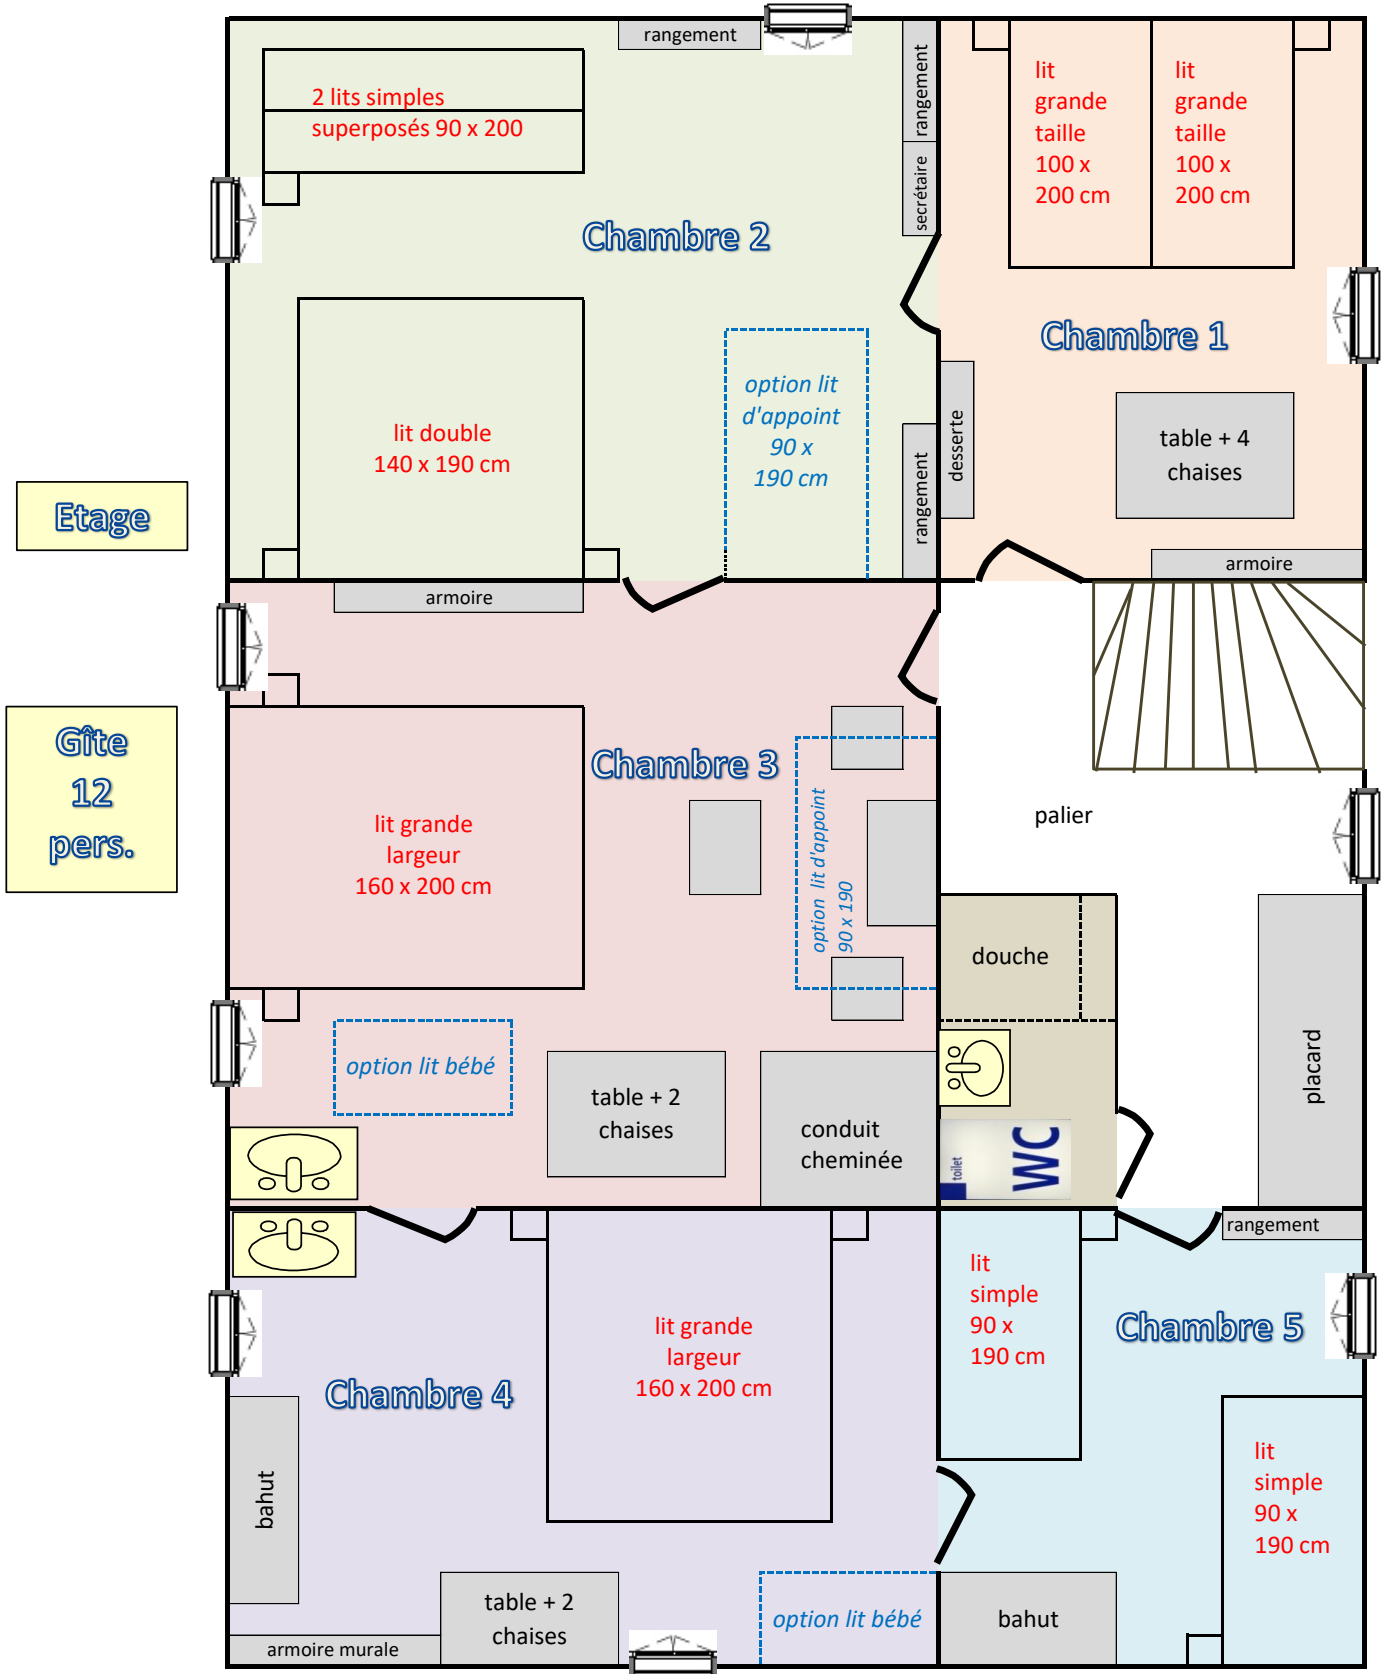 rangement
rangement
secrétaire
2 lits simples
superposés 90 x 200
lit
grande
taille
100 x
200 cm
lit
grande
taille
100 x
200 cm
Chambre 2
Chambre 1
option lit
d'appoint
90 x
190 cm
lit double
140 x 190 cm
rangement
desserte
table + 4
chaises
Etage
armoire
armoire
Gîte
12
pers.
Chambre 3
lit grande
largeur
160 x 200 cm
option lit d'appoint
90 x 190
palier
douche
option lit bébé
table + 2
chaises
conduit
cheminée
toilet
WC
placard
rangement
lit
simple
90 x
190 cm
Chambre 5
lit grande
largeur
160 x 200 cm
Chambre 4
lit
simple
90 x
190 cm
bahut
table + 2
chaises
option lit bébé
bahut
armoire murale